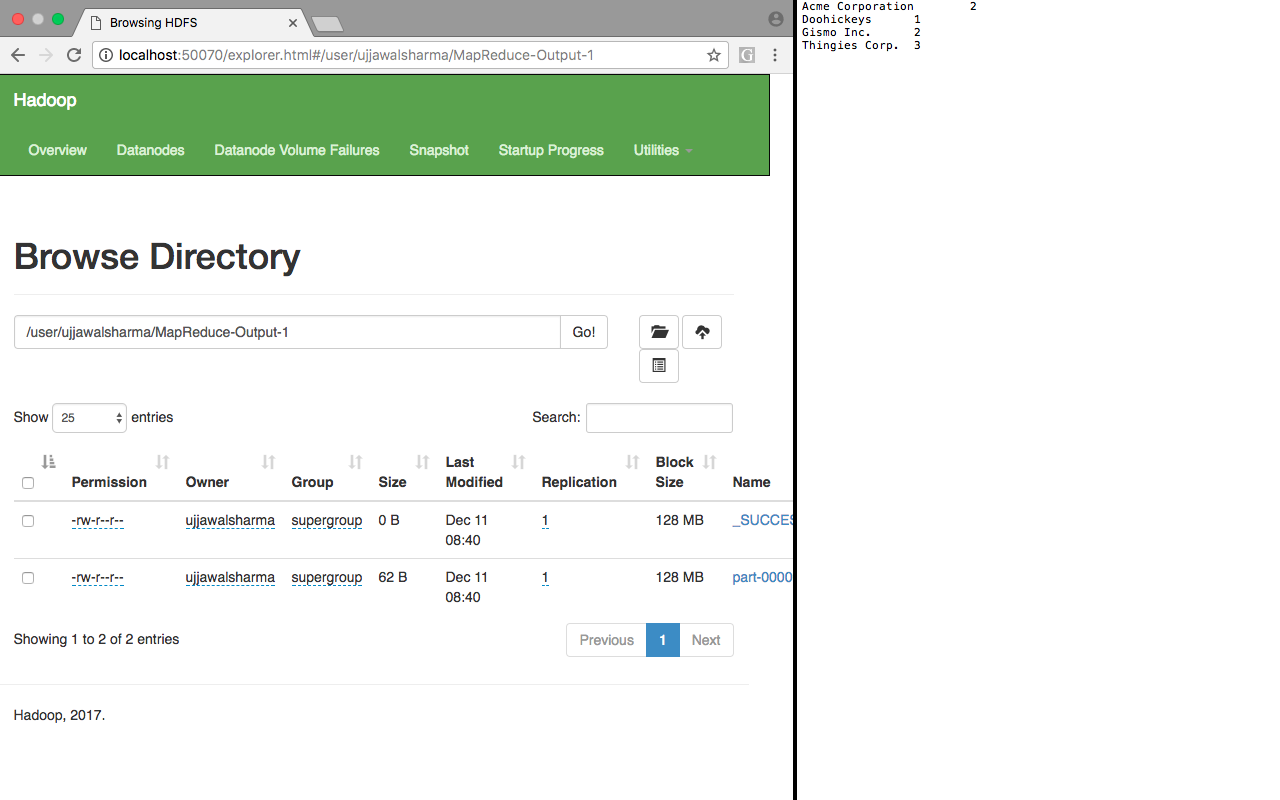 Browsing HDFS
localhost:50070/explorer.html#/user/ujjawalsharma/MapReduce-Output-1
Hadoop
Overview Datanodes Datanode Volume Failures Snapshot Startup Progress Utilities
Browse Directory
/user/ujjawalsharma/MapReduce-Output-1 Go!
Show 25 entries Search:
Permission Owner Group Size Last Modified Replication Block Size Name
-rw-r--r-- ujjawalsharma supergroup 0 B Dec 11 08:40 1 128 MB _SUCCES
-rw-r--r-- ujjawalsharma supergroup 62 B Dec 11 08:40 1 128 MB part-0000
Showing 1 to 2 of 2 entries Previous 1 Next
Hadoop, 2017.
Acme Corporation 2
Doohickeys 1
Gismo Inc. 2
Thingies Corp. 3